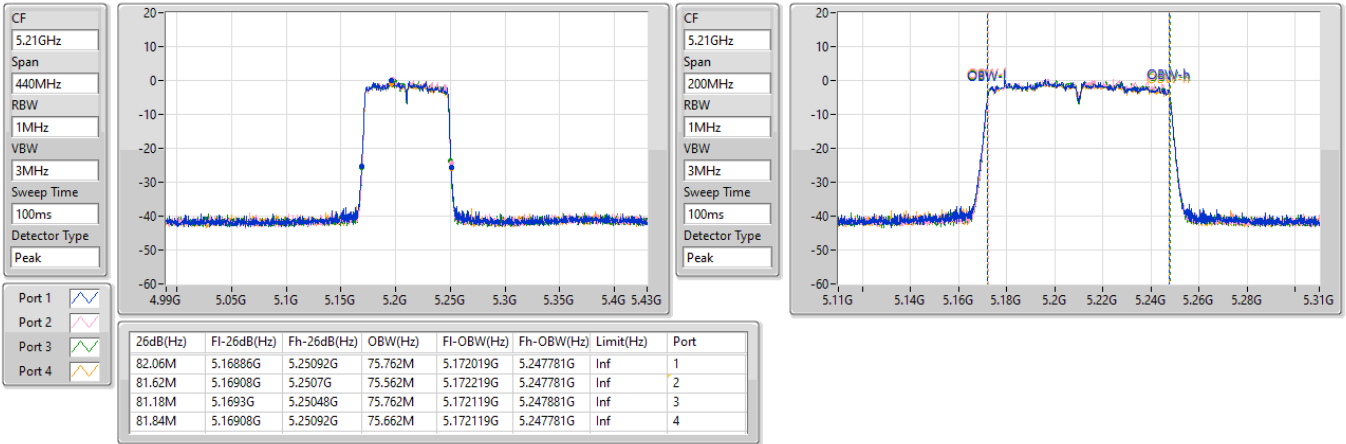 CF
5.21GHz
Span
440MHz
RBW
1MHz
VBW
3MHz
Sweep Time
100ms
Detector Type
Peak
Port 1
Port 2
Port 3
Port 4
20
10
0
-10
-20
-30
-40
-50
-60
4.99G 5.05G 5.1G 5.15G 5.2G 5.25G 5.3G 5.35G 5.4G 5.43G
CF
5.21GHz
Span
200MHz
RBW
1MHz
VBW
3MHz
Sweep Time
100ms
Detector Type
Peak
20
10
0
-10
-20
-30
-40
-50
-60
OBW-l OBW-h
5.11G 5.14G 5.16G 5.18G 5.2G 5.22G 5.24G 5.26G 5.28G 5.31G
26dB(Hz) Fl-26dB(Hz) Fh-26dB(Hz) OBW(Hz) Fl-OBW(Hz) Fh-OBW(Hz) Limit(Hz) Port
82.06M 5.16886G 5.25092G 75.762M 5.172019G 5.247781G Inf 1
81.62M 5.16908G 5.2507G 75.562M 5.172219G 5.247781G Inf 2
81.18M 5.1693G 5.25048G 75.762M 5.172119G 5.247881G Inf 3
81.84M 5.16908G 5.25092G 75.662M 5.172119G 5.247781G Inf 4